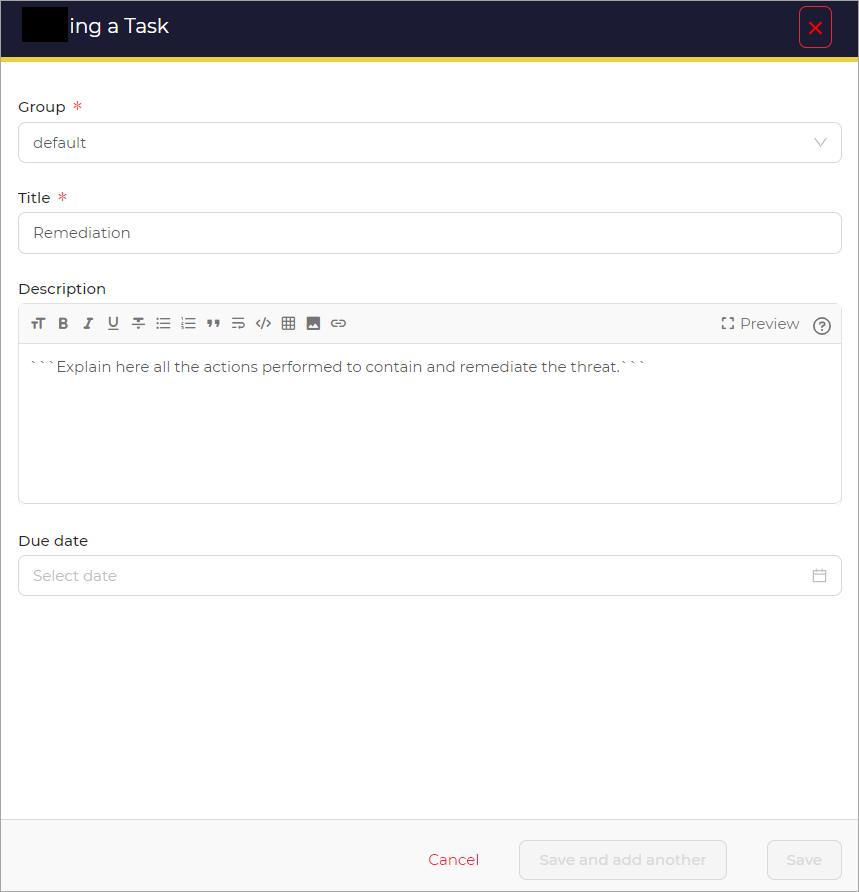 ing a Task
Group *
default
Title *
Remediation
Description
Preview
```Explain here all the actions performed to contain and remediate the threat.```
Due date
Select date
Cancel Save and add another Save